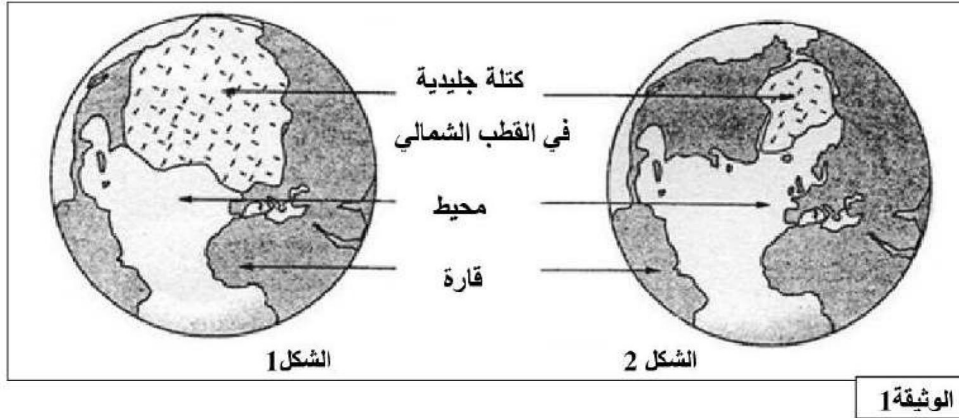 كتلة جليدية
في القطب الشمالي
محيط
قارة
الشكل1
الشكل 2
الوثيقة1